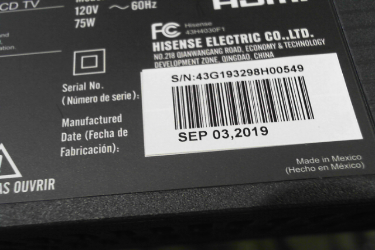 CD TV
120V ~ 60Hz
75W
HDMI
FC Hisense
43H4030F1
HISENSE ELECTRIC CO.,LTD.
NO.218 QIANWANGANG ROAD, ECONOMY & TECHNOLOGY
DEVELOPMENT ZONE, QINGDAO, CHINA
Serial No.
(Número de serie):
S/N:43G193298H00549
Manufactured
Date (Fecha de
Fabricación):
SEP 03,2019
AS OUVRIR
Made in Mexico
(Hecho en México)